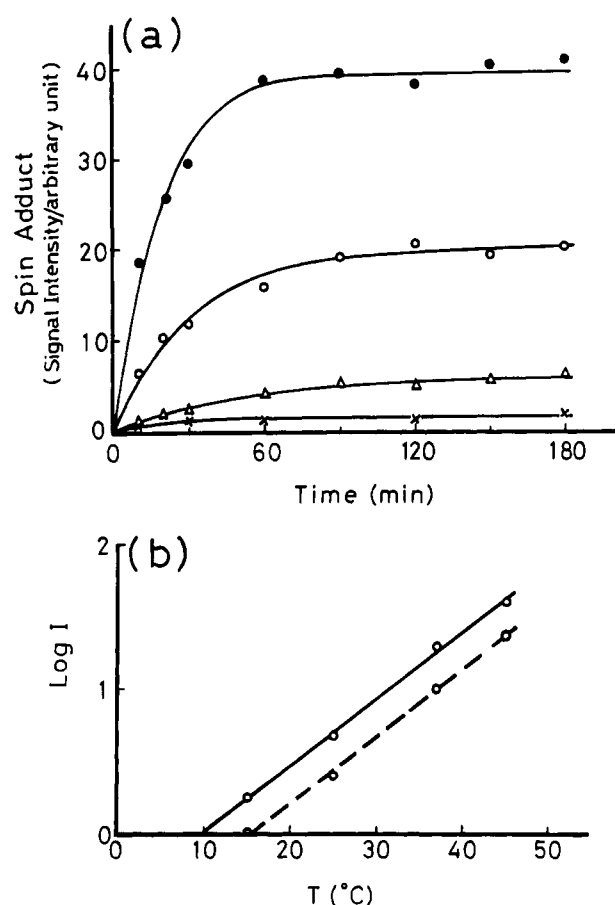 (a)
Spin Adduct
(Signal Intensity/arbitrary unit)
40
30
20
10
0
0 60 120 180
Time (min)
(b)
Log I
2
1
0
0 10 20 30 40 50
T (°C)